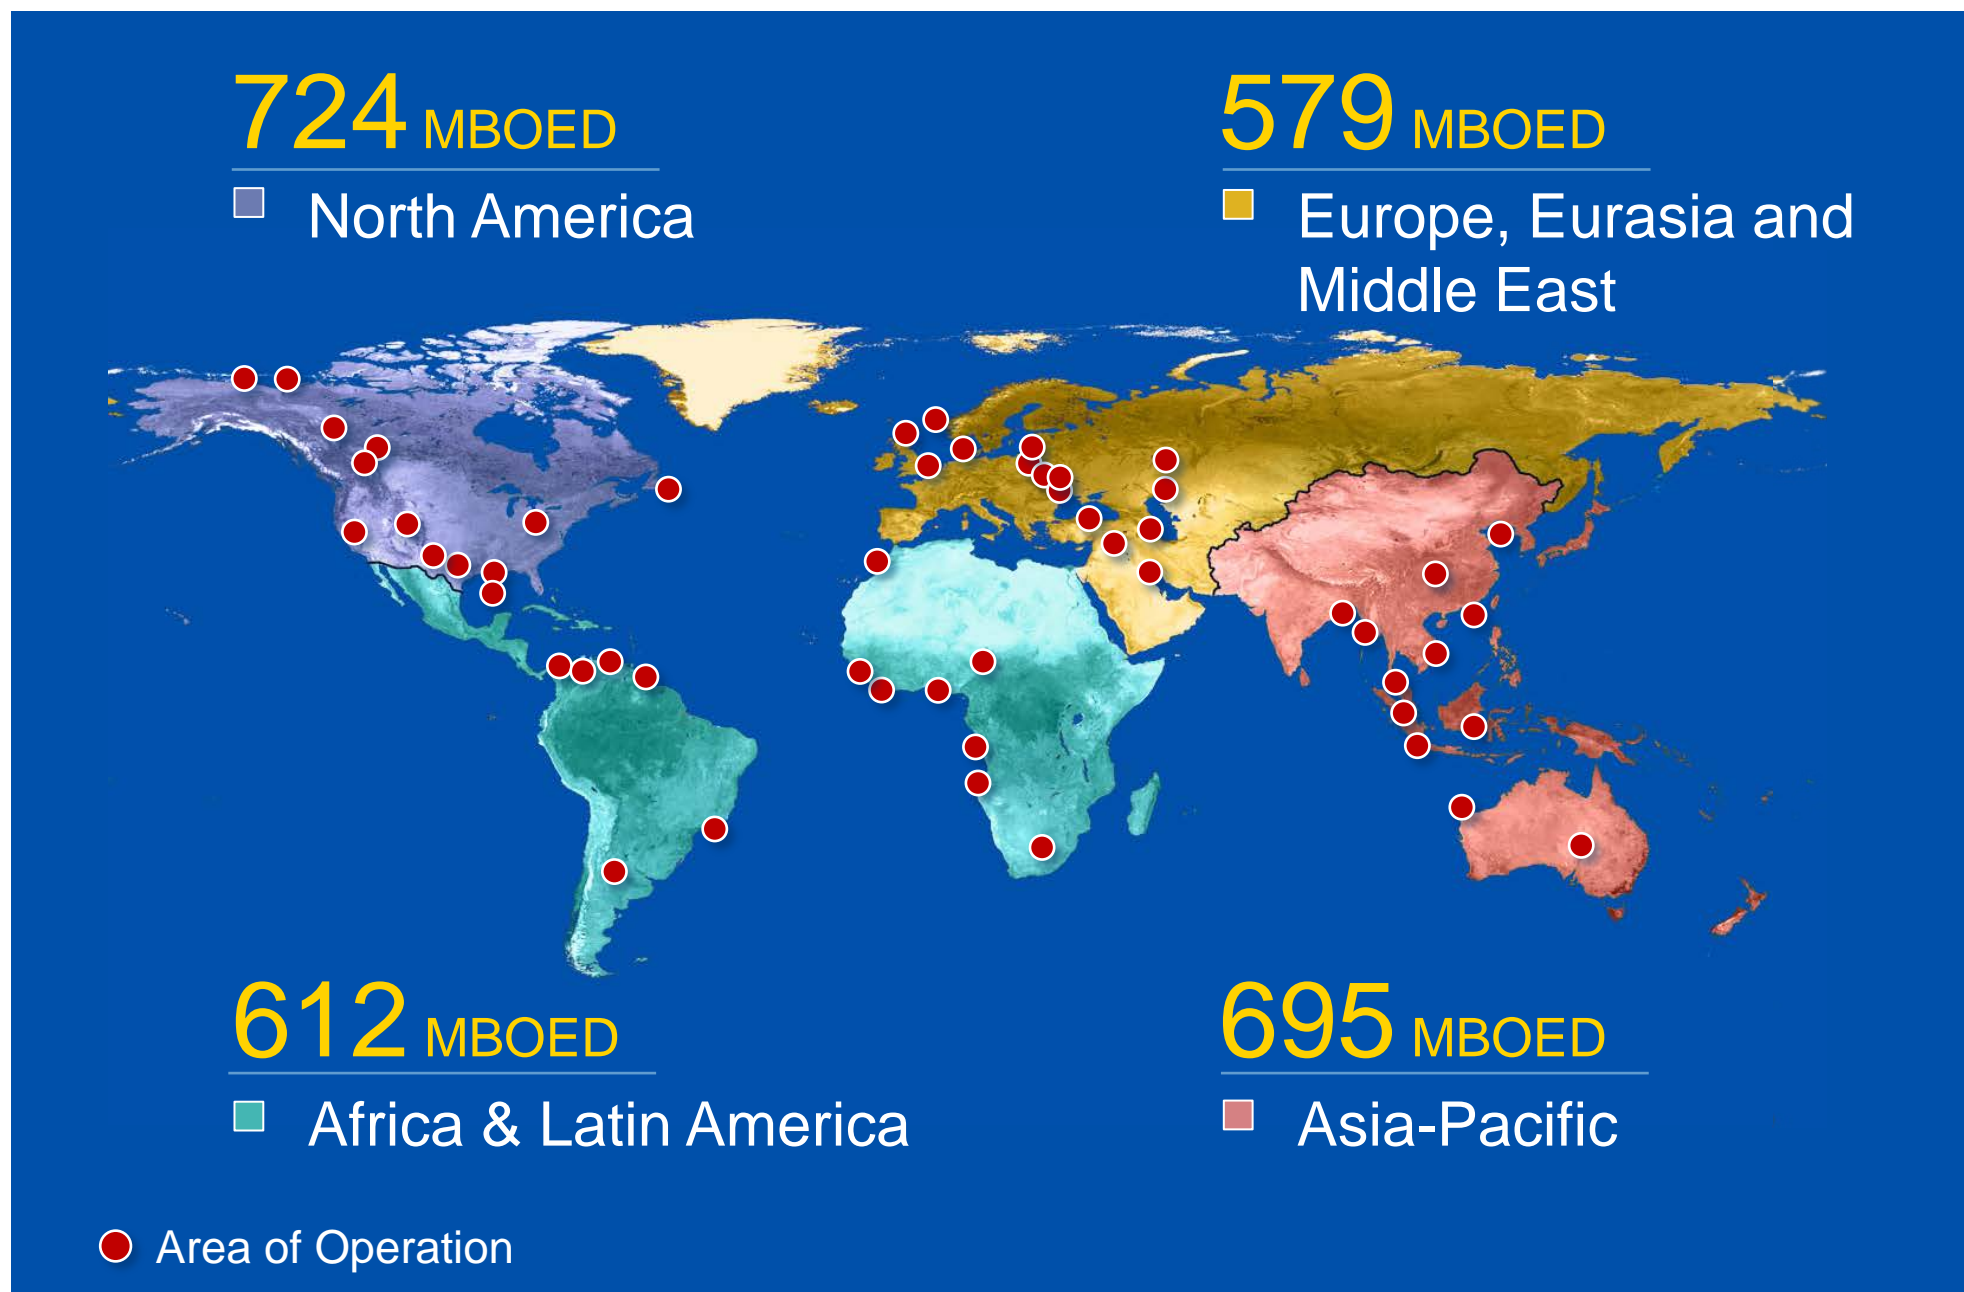 724 MBOED
North America
579 MBOED
Europe, Eurasia and
Middle East
612 MBOED
Africa & Latin America
695 MBOED
Asia-Pacific
Area of Operation